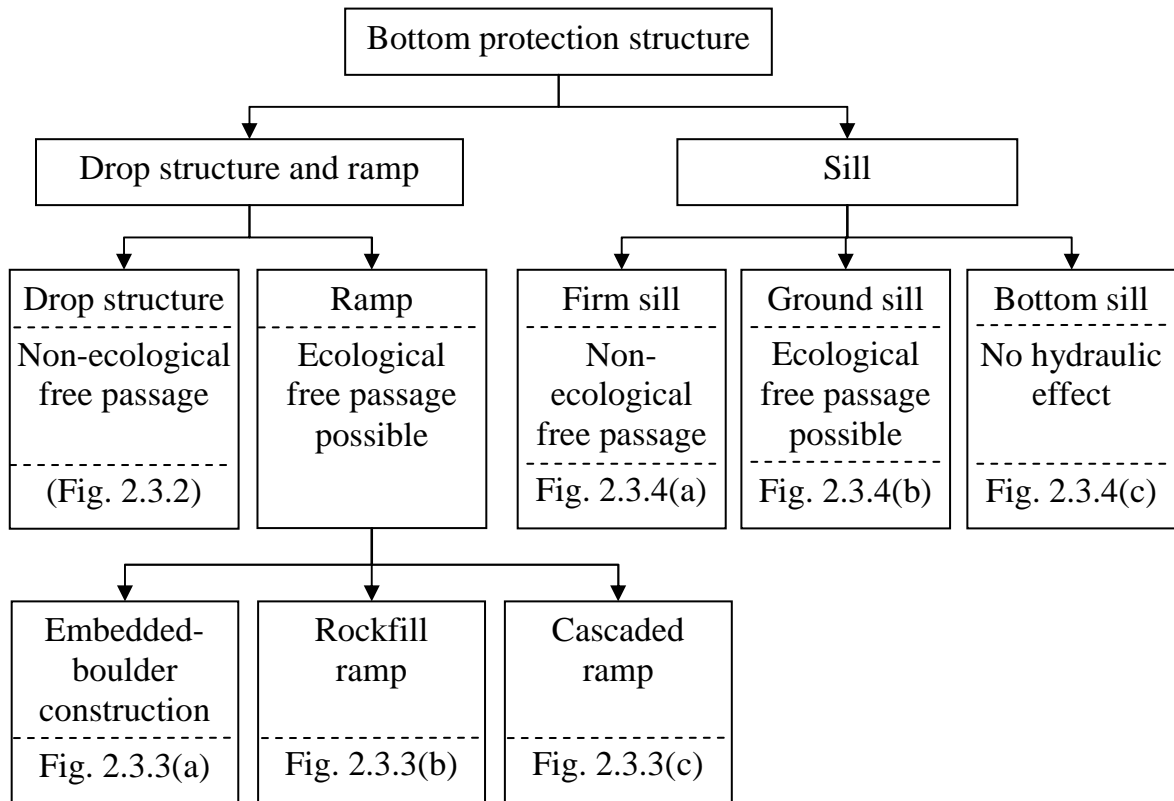 Bottom protection structure
Drop structure and ramp
Sill
Drop structure
Non-ecological
free passage
(Fig. 2.3.2)
Ramp
Ecological
free passage
possible
Firm sill
Non-
ecological
free passage
Fig. 2.3.4(a)
Ground sill
Ecological
free passage
possible
Fig. 2.3.4(b)
Bottom sill
No hydraulic
effect
Fig. 2.3.4(c)
Embedded-
boulder
construction
Fig. 2.3.3(a)
Rockfill
ramp
Fig. 2.3.3(b)
Cascaded
ramp
Fig. 2.3.3(c)